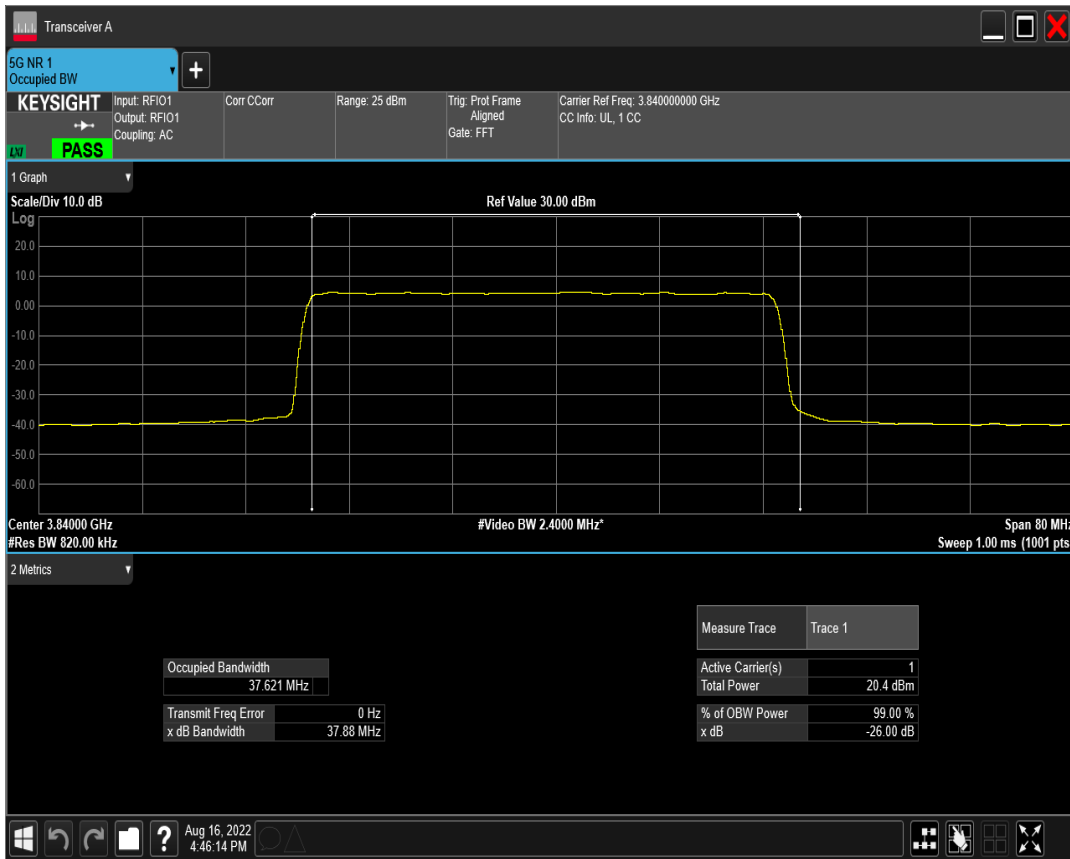 Transceiver A
5G NR 1
Occupied BW
KEYSIGHT
LXI
PASS
Input: RFIO1
Output: RFIO1
Coupling: AC
Corr CCorr
Range: 25 dBm
Trig: Prot Frame
Aligned
Gate: FFT
Carrier Ref Freq: 3.840000000 GHz
CC Info: UL, 1 CC
1 Graph
Scale/Div 10.0 dB
Ref Value 30.00 dBm
Log
20.0
10.0
0.00
-10.0
-20.0
-30.0
-40.0
-50.0
-60.0
Center 3.84000 GHz
#Video BW 2.4000 MHz*
Span 80 MHz
#Res BW 820.00 kHz
Sweep 1.00 ms (1001 pts
2 Metrics
Measure Trace Trace 1
Occupied Bandwidth
37.621 MHz
Active Carrier(s) 1
Total Power 20.4 dBm
Transmit Freq Error 0 Hz
x dB Bandwidth 37.88 MHz
% of OBW Power 99.00 %
x dB -26.00 dB
?
Aug 16, 2022
4:46:14 PM